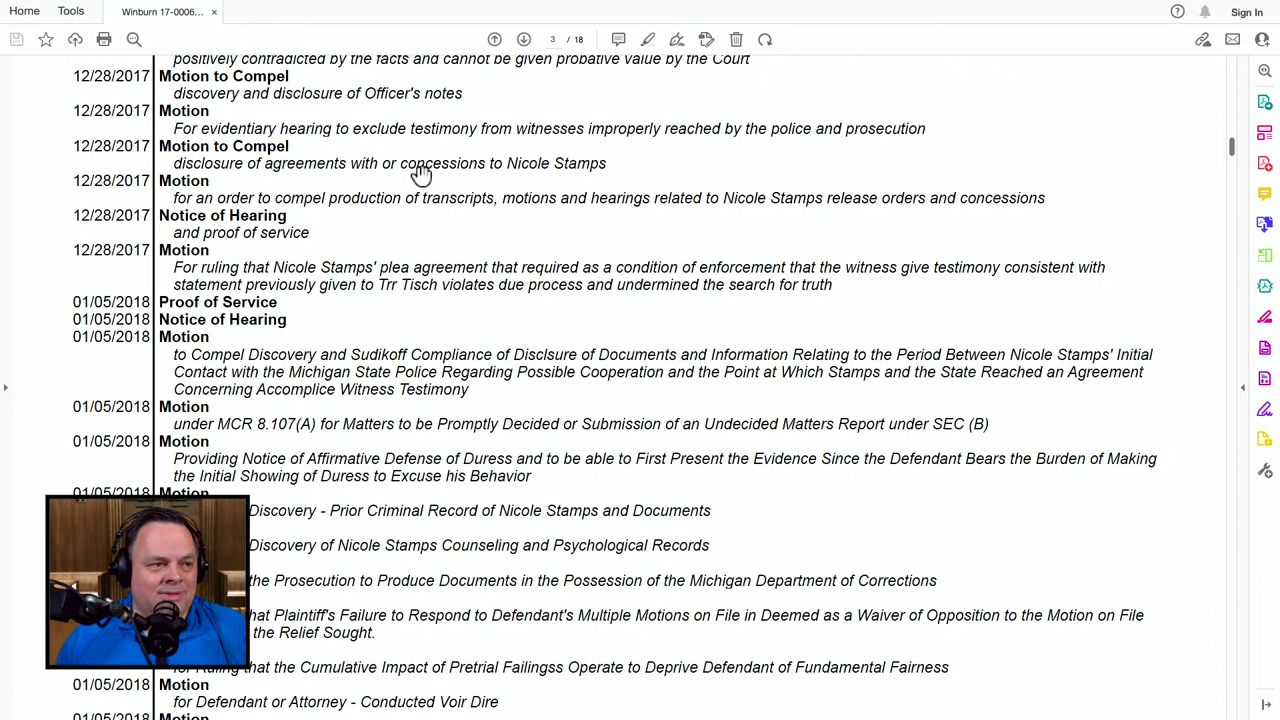 Home
Tools
Winburn 17-0006...
×
Sign In
3 / 18
positively contradicted by the facts and cannot be given probative value by the Court
12/28/2017 Motion to Compel
discovery and disclosure of Officer's notes
12/28/2017 Motion
For evidentiary hearing to exclude testimony from witnesses improperly reached by the police and prosecution
12/28/2017 Motion to Compel
disclosure of agreements with or concessions to Nicole Stamps
12/28/2017 Motion
for an order to compel production of transcripts, motions and hearings related to Nicole Stamps release orders and concessions
12/28/2017 Notice of Hearing
and proof of service
12/28/2017 Motion
For ruling that Nicole Stamps' plea agreement that required as a condition of enforcement that the witness give testimony consistent with
statement previously given to Trr Tisch violates due process and undermined the search for truth
01/05/2018 Proof of Service
01/05/2018 Notice of Hearing
01/05/2018 Motion
to Compel Discovery and Sudikoff Compliance of Disclsure of Documents and Information Relating to the Period Between Nicole Stamps' Initial
Contact with the Michigan State Police Regarding Possible Cooperation and the Point at Which Stamps and the State Reached an Agreement
Concerning Accomplice Witness Testimony
01/05/2018 Motion
under MCR 8.107(A) for Matters to be Promptly Decided or Submission of an Undecided Matters Report under SEC (B)
01/05/2018 Motion
Providing Notice of Affirmative Defense of Duress and to be able to First Present the Evidence Since the Defendant Bears the Burden of Making
the Initial Showing of Duress to Excuse his Behavior
01/05/2018 Motion
Discovery - Prior Criminal Record of Nicole Stamps and Documents
Discovery of Nicole Stamps Counseling and Psychological Records
the Prosecution to Produce Documents in the Possession of the Michigan Department of Corrections
hat Plaintiff's Failure to Respond to Defendant's Multiple Motions on File in Deemed as a Waiver of Opposition to the Motion on File
the Relief Sought.
for Ruling that the Cumulative Impact of Pretrial Failingss Operate to Deprive Defendant of Fundamental Fairness
01/05/2018 Motion
for Defendant or Attorney - Conducted Voir Dire
01/05/2018 Motion